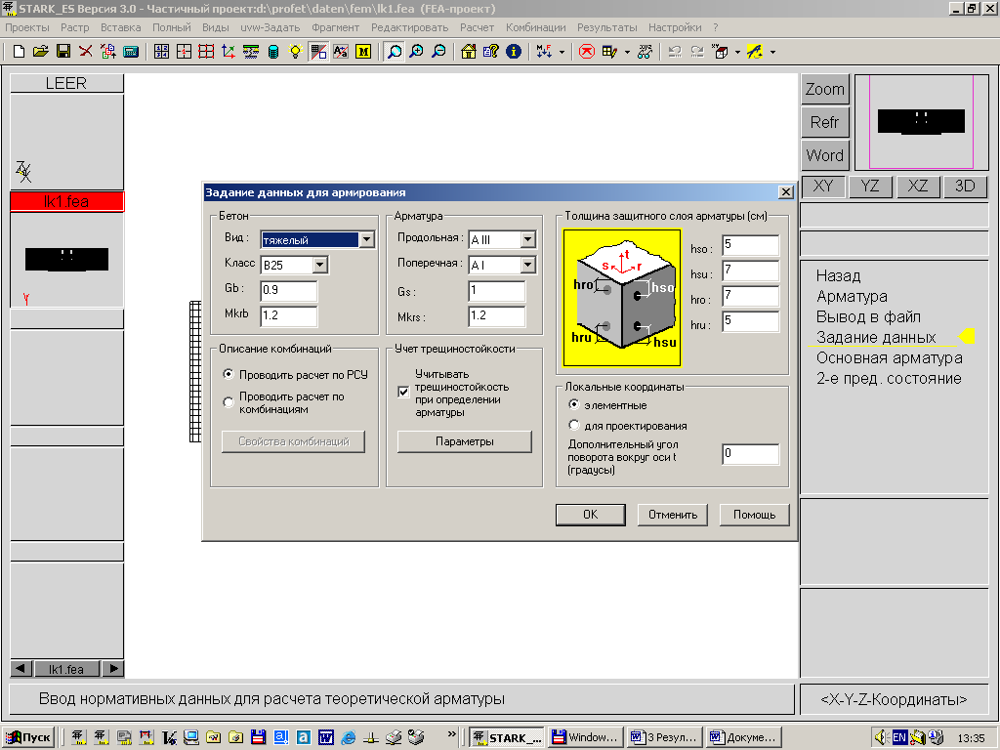 STARK_ES Версия 3.0 - Частичный проект:d:\profet\daten\fem\lk1.fea (FEA-проект)
Проекты Растр Вставка Полный Виды uvw-Задать Фрагмент Редактировать Расчет Комбинации Результаты Настройки ?
LEER
lk1.fea
Y
lk1.fea
Zoom
Refr
Word
XY YZ XZ 3D
Назад
Арматура
Вывод в файл
Задание данных
Основная арматура
2-е пред. состояние
Задание данных для армирования
Бетон
Вид : тяжелый
Класс B25
Gb : 0.9
Mkrb 1.2
Арматура
Продольная : A III
Поперечная : A I
Gs : 1
Mkrs : 1.2
Толщина защитного слоя арматуры (см)
t
s r
hro hso
hru hsu
hso : 5
hsu : 7
hro : 7
hru : 5
Описание комбинаций
Проводить расчет по РСУ
Проводить расчет по
комбинациям
Свойства комбинаций
Учет трещиностойкости
Учитывать
трещиностойкость
при определении
арматуры
Параметры
Локальные координаты
элементные
для проектирования
Дополнительный угол
поворота вокруг оси t
(градусы)
0
OK Отменить Помощь
Ввод нормативных данных для расчета теоретической арматуры
<X-Y-Z-Координаты>
Пуск STARK_... Window... 3 Резул... Докуме... EN 13:35